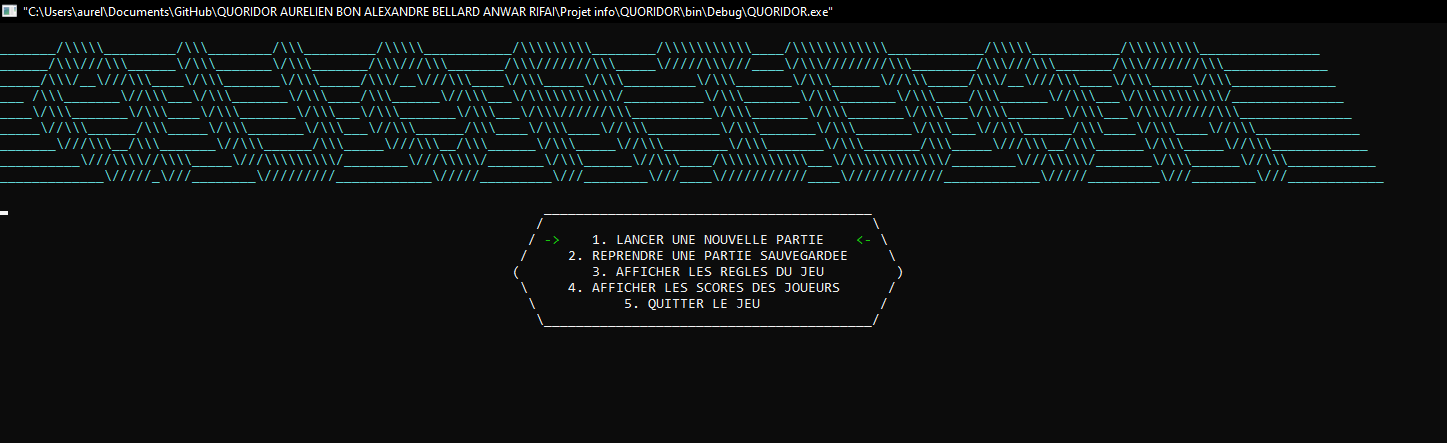 "C:\Users\aurel\Documents\GitHub\QUORIDOR AURELIEN BON ALEXANDRE BELLARD ANWAR RIFAI\Projet info\QUORIDOR\bin\Debug\QUORIDOR.exe"
QUORIDOR
-> 1. LANCER UNE NOUVELLE PARTIE <-
2. REPRENDRE UNE PARTIE SAUVEGARDEE
3. AFFICHER LES REGLES DU JEU
4. AFFICHER LES SCORES DES JOUEURS
5. QUITTER LE JEU